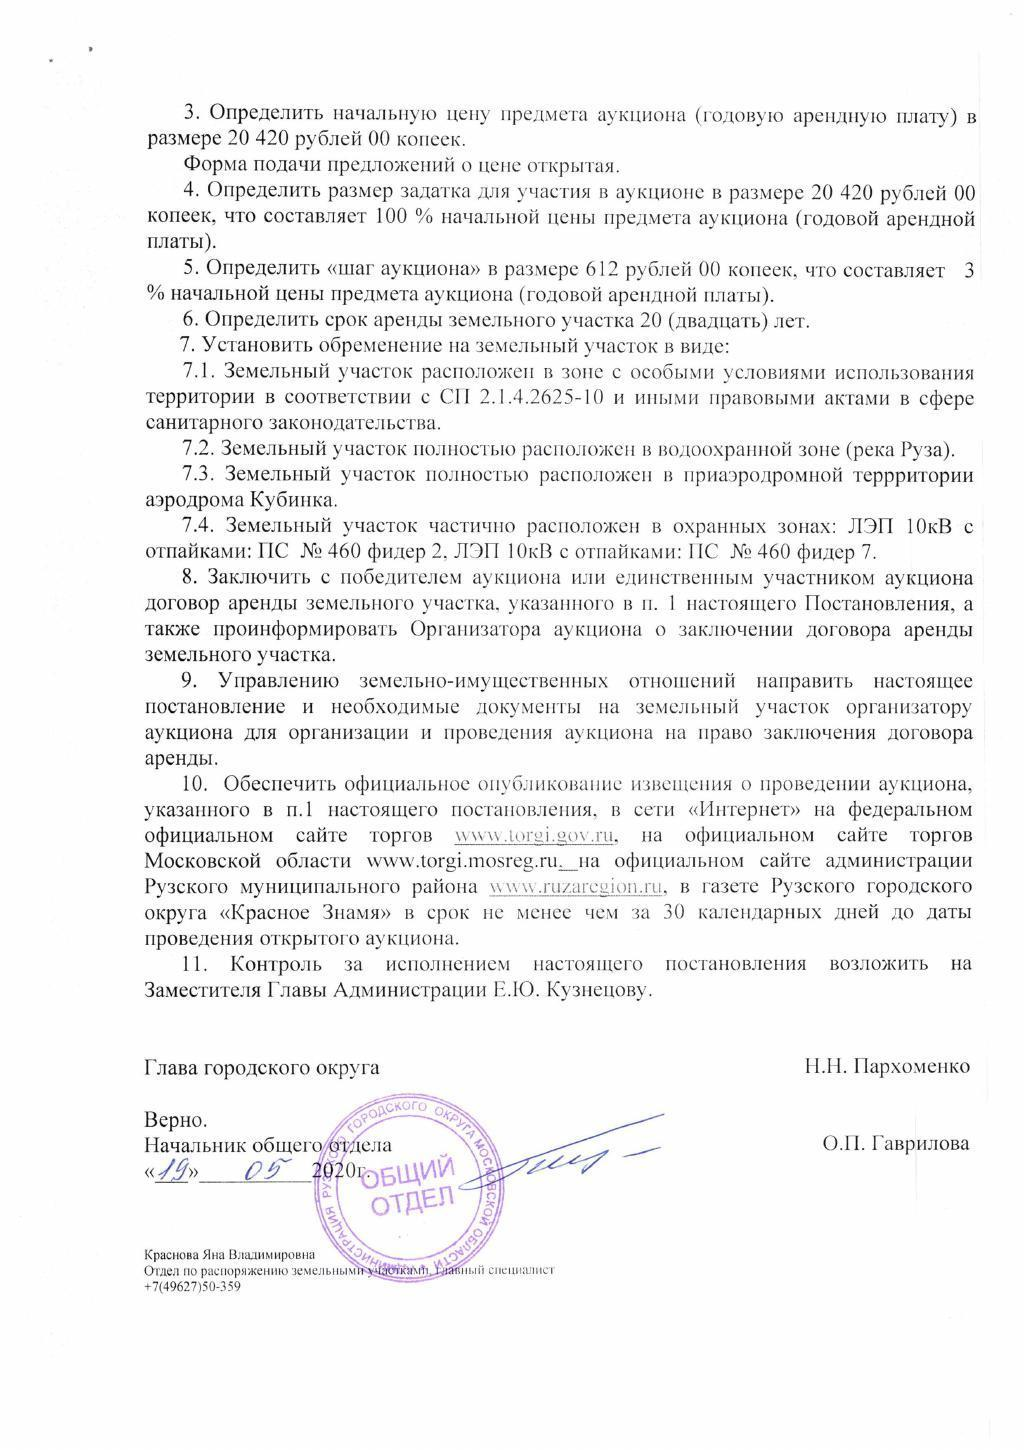 3. Определить начальную цену предмета аукциона (годовую арендную плату) в
размере 20 420 рублей 00 копеек.
Форма подачи предложений о цене открытая.
4. Определить размер задатка для участия в аукционе в размере 20 420 рублей 00
копеек, что составляет 100 % начальной цены предмета аукциона (годовой арендной
платы).
5. Определить «шаг аукциона» в размере 612 рублей 00 копеек, что составляет 3
% начальной цены предмета аукциона (годовой арендной платы).
6. Определить срок аренды земельного участка 20 (двадцать) лет.
7. Установить обременение на земельный участок в виде:
7.1. Земельный участок расположен в зоне с особыми условиями использования
территории в соответствии с СП 2.1.4.2625-10 и иными правовыми актами в сфере
санитарного законодательства.
7.2. Земельный участок полностью расположен в водоохранной зоне (река Руза).
7.3. Земельный участок полностью расположен в приаэродромной террритории
аэродрома Кубинка.
7.4. Земельный участок частично расположен в охранных зонах: ЛЭП 10кВ с
отпайками: ПС № 460 фидер 2, ЛЭП 10кВ с отпайками: ПС № 460 фидер 7.
8. Заключить с победителем аукциона или единственным участником аукциона
договор аренды земельного участка, указанного в п. 1 настоящего Постановления, а
также проинформировать Организатора аукциона о заключении договора аренды
земельного участка.
9. Управлению земельно-имущественных отношений направить настоящее
постановление и необходимые документы на земельный участок организатору
аукциона для организации и проведения аукциона на право заключения договора
аренды.
10. Обеспечить официальное опубликование извещения о проведении аукциона,
указанного в п.1 настоящего постановления, в сети «Интернет» на федеральном
официальном сайте торгов www.torgi.gov.ru, на официальном сайте торгов
Московской области www.torgi.mosreg.ru, на официальном сайте администрации
Рузского муниципального района www.ruzaregion.ru, в газете Рузского городского
округа «Красное Знамя» в срок не менее чем за 30 календарных дней до даты
проведения открытого аукциона.
11. Контроль за исполнением настоящего постановления возложить на
Заместителя Главы Администрации Е.Ю. Кузнецову.
Глава городского округа Н.Н. Пархоменко
Верно.
Начальник общего отдела О.П. Гаврилова
«19» 05 2020г.
АДМИНИСТРАЦИЯ РУЗСКОГО ГОРОДСКОГО ОКРУГА МОСКОВСКОЙ ОБЛАСТИ
ОБЩИЙ
ОТДЕЛ
Краснова Яна Владимировна
Отдел по распоряжению земельными участками, главный специалист
+7(49627)50-359